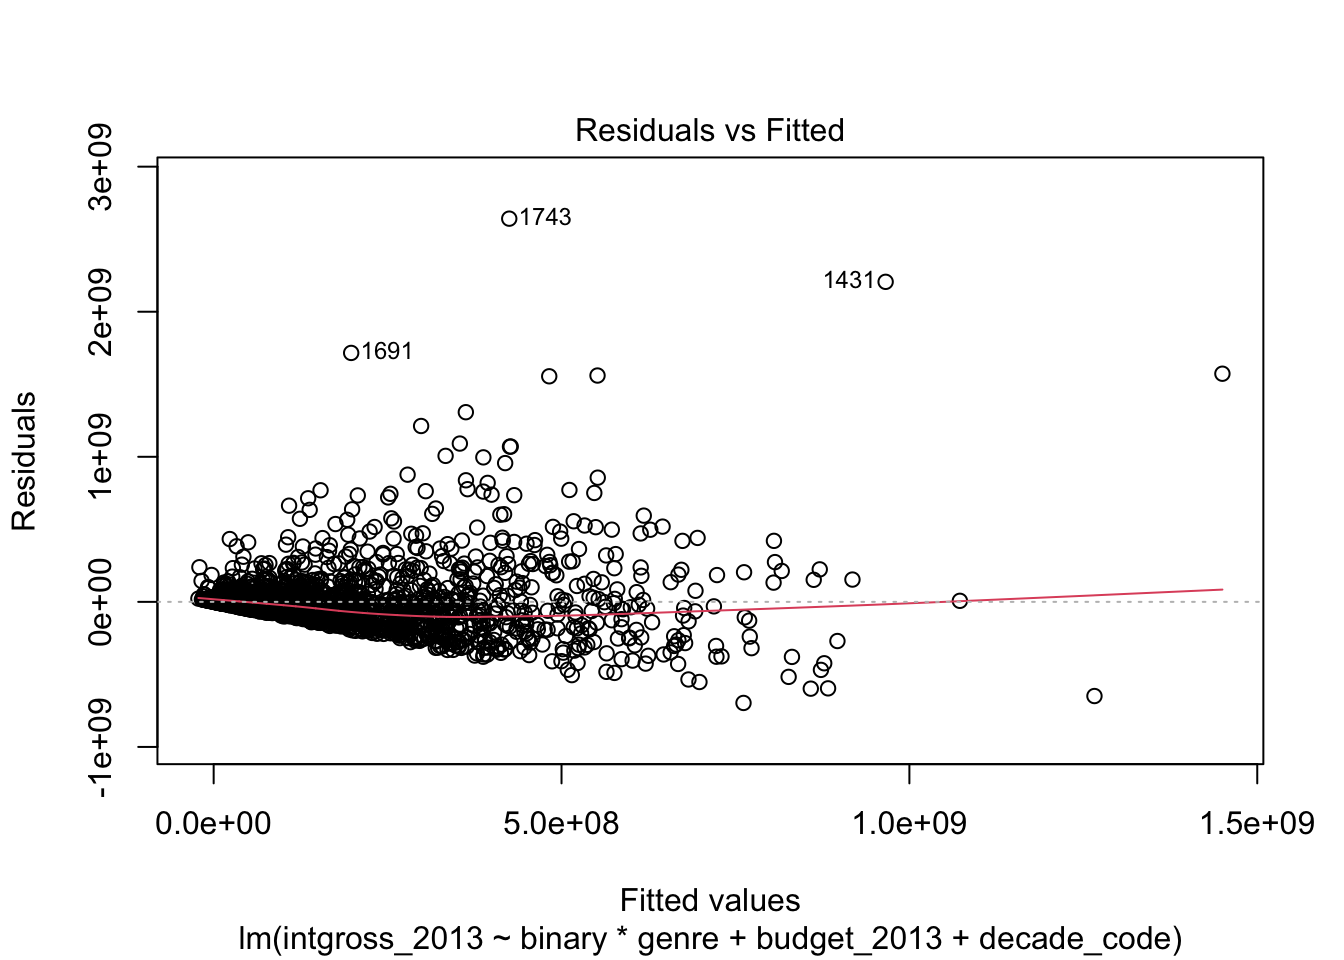 Residuals vs Fitted
3e+09
2e+09
1e+09
0e+00
-1e+09
Residuals
1743
1431
1691
0.0e+00 5.0e+08 1.0e+09 1.5e+09
Fitted values
lm(intgross_2013 ~ binary * genre + budget_2013 + decade_code)